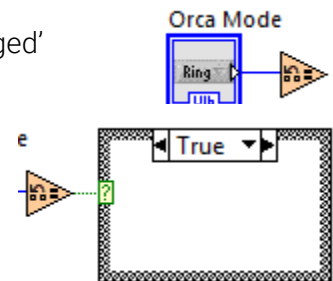 Orca Mode
ged’
Ring
U16
e
True
?